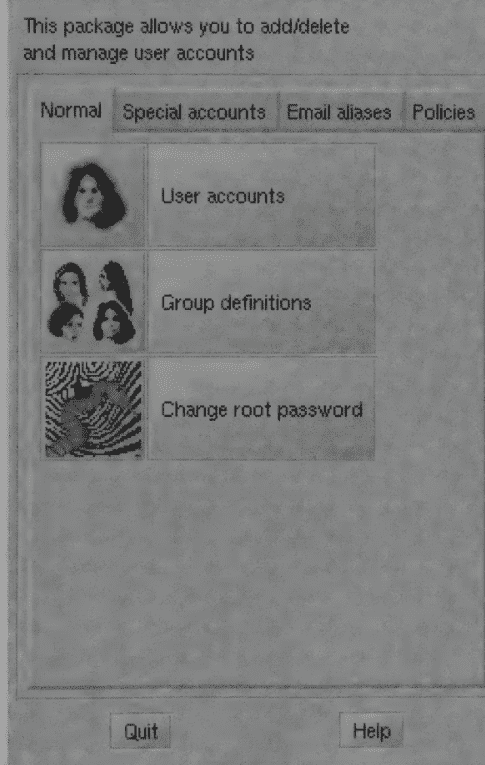 This package allows you to add/delete
and manage user accounts
Normal Special accounts Email aliases Policies
User accounts
Group definitions
Change root password
Quit Help